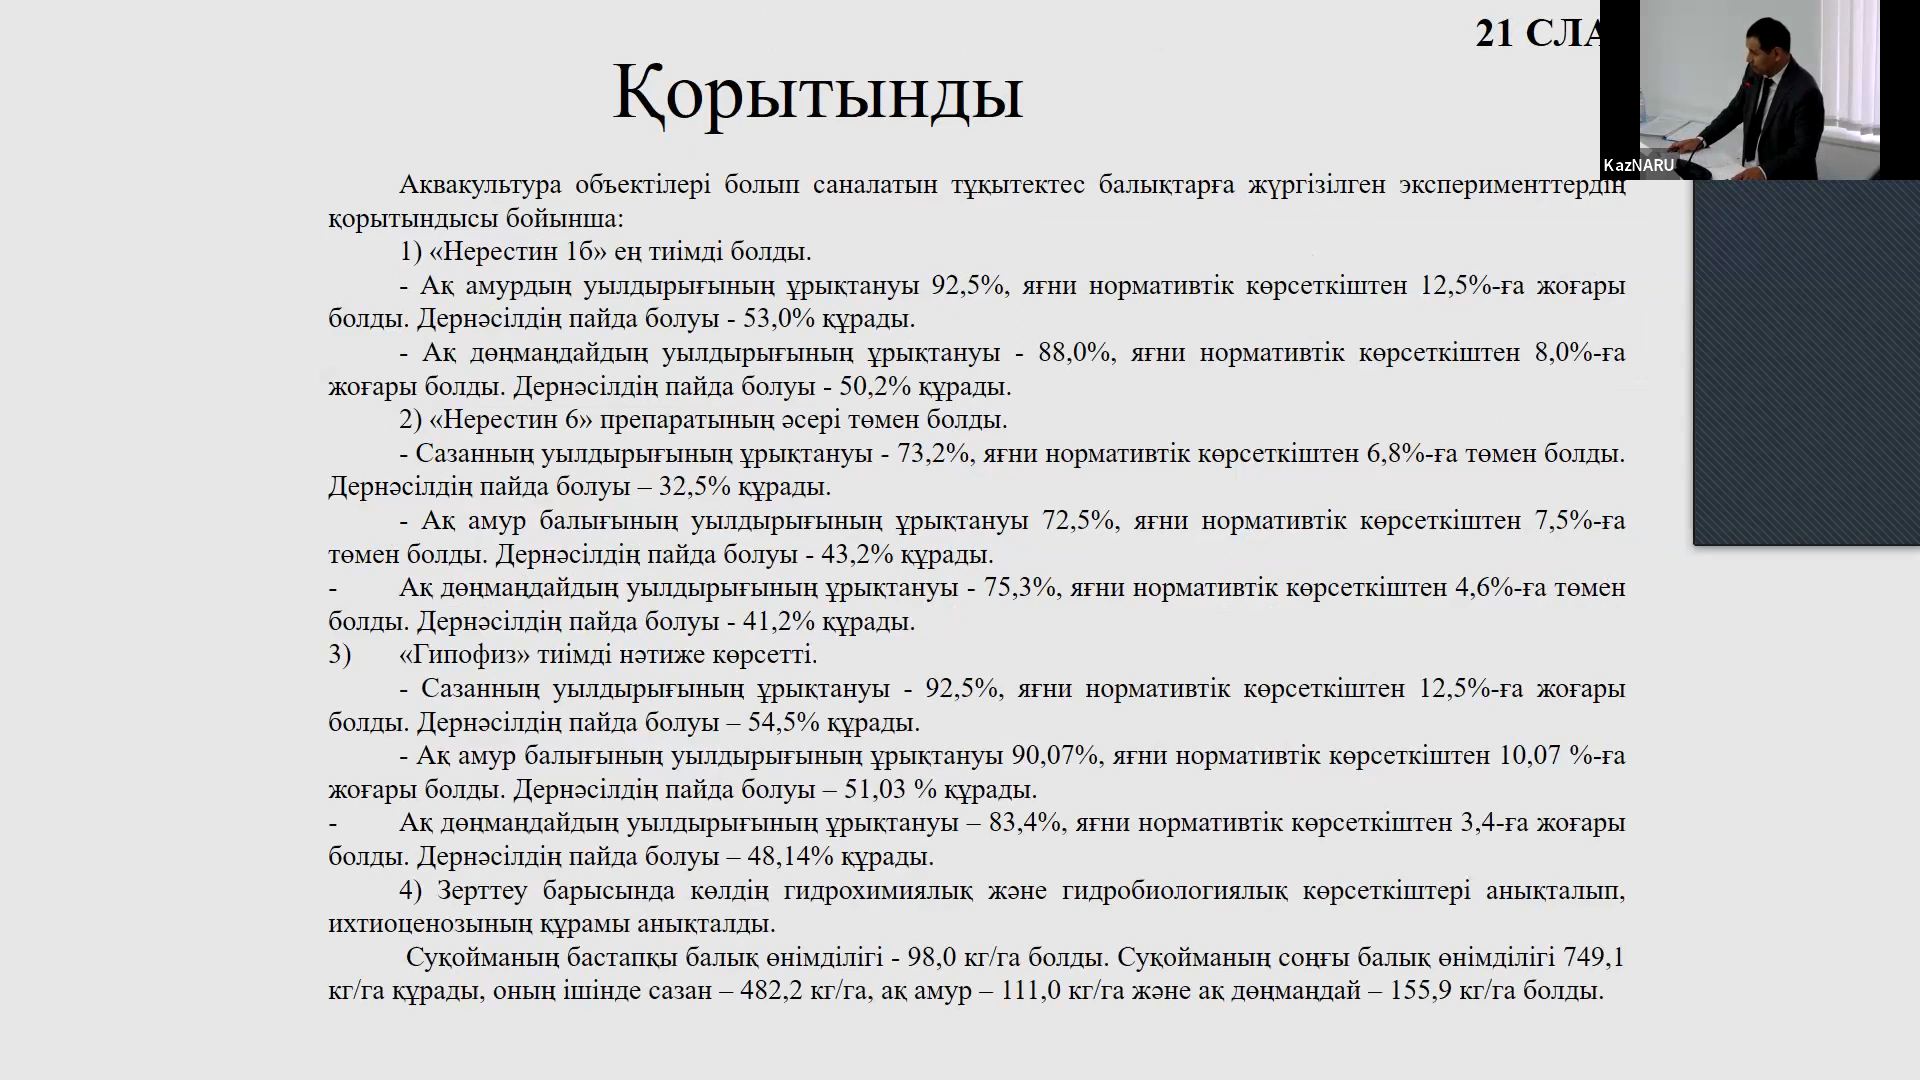 21 СЛА
KazNARU
Қорытынды
Аквакультура объектілері болып саналатын тұқытектес балықтарға жүргізілген эксперименттердің
қорытындысы бойынша:
1) «Нерестин 1б» ең тиімді болды.
- Ақ амурдың уылдырығының ұрықтануы 92,5%, яғни нормативтік көрсеткіштен 12,5%-ға жоғары
болды. Дернәсілдің пайда болуы - 53,0% құрады.
- Ақ дөңмаңдайдың уылдырығының ұрықтануы - 88,0%, яғни нормативтік көрсеткіштен 8,0%-ға
жоғары болды. Дернәсілдің пайда болуы - 50,2% құрады.
2) «Нерестин 6» препаратының әсері төмен болды.
- Сазанның уылдырығының ұрықтануы - 73,2%, яғни нормативтік көрсеткіштен 6,8%-ға төмен болды.
Дернәсілдің пайда болуы – 32,5% құрады.
- Ақ амур балығының уылдырығының ұрықтануы 72,5%, яғни нормативтік көрсеткіштен 7,5%-ға
төмен болды. Дернәсілдің пайда болуы - 43,2% құрады.
- Ақ дөңмаңдайдың уылдырығының ұрықтануы - 75,3%, яғни нормативтік көрсеткіштен 4,6%-ға төмен
болды. Дернәсілдің пайда болуы - 41,2% құрады.
3) «Гипофиз» тиімді нәтиже көрсетті.
- Сазанның уылдырығының ұрықтануы - 92,5%, яғни нормативтік көрсеткіштен 12,5%-ға жоғары
болды. Дернәсілдің пайда болуы – 54,5% құрады.
- Ақ амур балығының уылдырығының ұрықтануы 90,07%, яғни нормативтік көрсеткіштен 10,07 %-ға
жоғары болды. Дернәсілдің пайда болуы – 51,03 % құрады.
- Ақ дөңмаңдайдың уылдырығының ұрықтануы – 83,4%, яғни нормативтік көрсеткіштен 3,4-ға жоғары
болды. Дернәсілдің пайда болуы – 48,14% құрады.
4) Зерттеу барысында көлдің гидрохимиялық және гидробиологиялық көрсеткіштері анықталып,
ихтиоценозының құрамы анықталды.
Суқойманың бастапқы балық өнімділігі - 98,0 кг/га болды. Суқойманың соңғы балық өнімділігі 749,1
кг/га құрады, оның ішінде сазан – 482,2 кг/га, ақ амур – 111,0 кг/га және ақ дөңмаңдай – 155,9 кг/га болды.